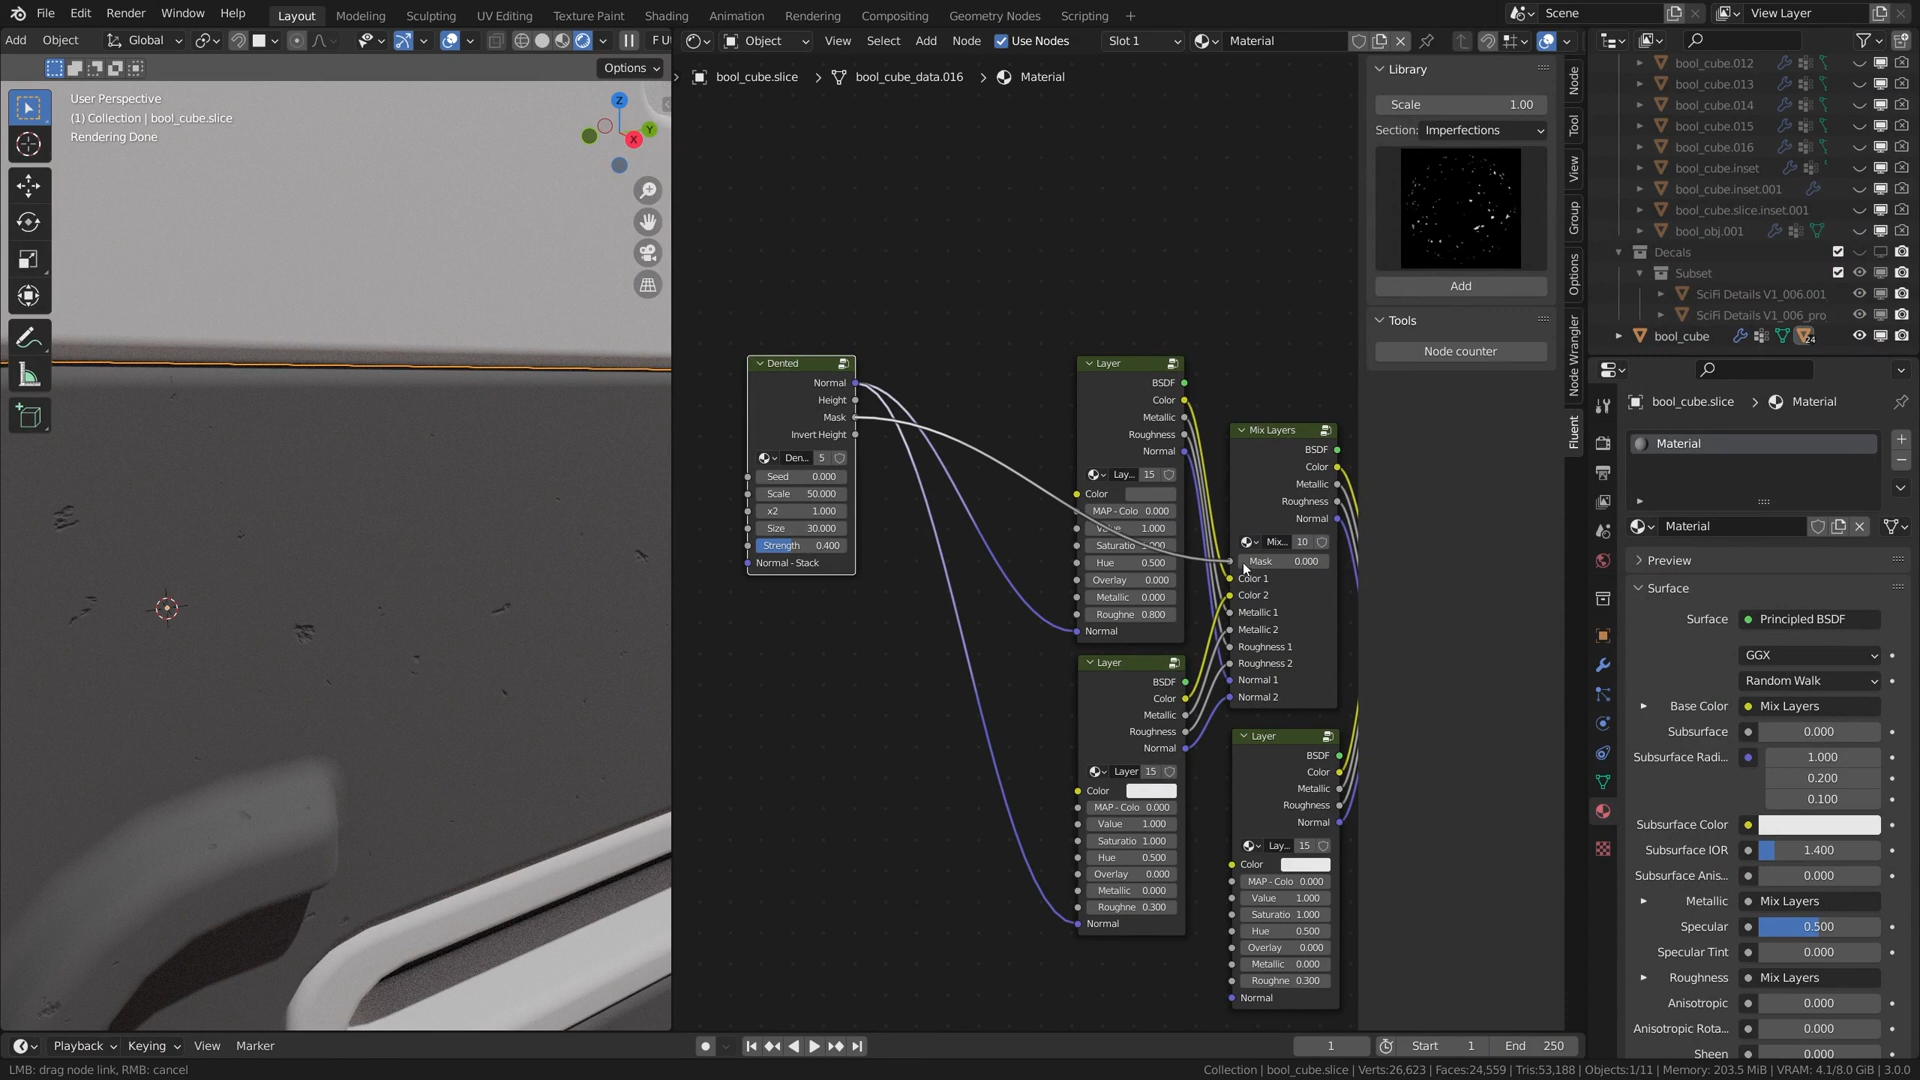 File Edit Render Window Help Layout Modeling Sculpting UV Editing Texture Paint Shading Animation Rendering Compositing Geometry Nodes Scripting + Scene View Layer
Add Object Global Object View Select Add Node Use Nodes Slot 1 Material
Options
bool_cube.slice > bool_cube_data.016 > Material
User Perspective
(1) Collection | bool_cube.slice
Rendering Done
Z
Y
X
Dented
Normal
Height
Mask
Invert Height
Den... 5
Seed 0.000
Scale 50.000
x2 1.000
Size 30.000
Strength 0.400
Normal - Stack
Layer
BSDF
Color
Metallic
Roughness
Normal
Lay... 15
Color
MAP - Colo 0.000
Value 1.000
Saturatio 1.000
Hue 0.500
Overlay 0.000
Metallic 0.000
Roughne 0.800
Normal
Layer
BSDF
Color
Metallic
Roughness
Normal
Layer 15
Color
MAP - Colo 0.000
Value 1.000
Saturatio 1.000
Hue 0.500
Overlay 0.000
Metallic 0.000
Roughne 0.300
Normal
Mix Layers
BSDF
Color
Metallic
Roughness
Normal
Mix... 10
Mask 0.000
Color 1
Color 2
Metallic 1
Metallic 2
Roughness 1
Roughness 2
Normal 1
Normal 2
Layer
BSDF
Color
Metallic
Roughness
Normal
Lay... 15
Color
MAP - Colo 0.000
Value 1.000
Saturatio 1.000
Hue 0.500
Overlay 0.000
Metallic 0.000
Roughne 0.300
Normal
Library
Scale 1.00
Section: Imperfections
Add
Tools
Node counter
Node
Tool
View
Group
Options
Node Wrangler
Fluent
bool_cube.012
bool_cube.013
bool_cube.014
bool_cube.015
bool_cube.016
bool_cube.inset
bool_cube.inset.001
bool_cube.slice.inset.001
bool_obj.001
Decals
Subset
SciFi Details V1_006.001
SciFi Details V1_006_pro
bool_cube 24
bool_cube.slice > Material
Material
Material
Preview
Surface
Surface Principled BSDF
GGX
Random Walk
Base Color Mix Layers
Subsurface 0.000
Subsurface Radi... 1.000
0.200
0.100
Subsurface Color
Subsurface IOR 1.400
Subsurface Anis... 0.000
Metallic Mix Layers
Specular 0.500
Specular Tint 0.000
Roughness Mix Layers
Anisotropic 0.000
Anisotropic Rota... 0.000
Sheen 0.000
Playback Keying View Marker 1 Start 1 End 250
LMB: drag node link, RMB: cancel
Collection | bool_cube.slice | Verts:26,623 | Faces:24,559 | Tris:53,188 | Objects:1/11 | Memory: 203.5 MiB | VRAM: 4.1/8.0 GiB | 3.0.0